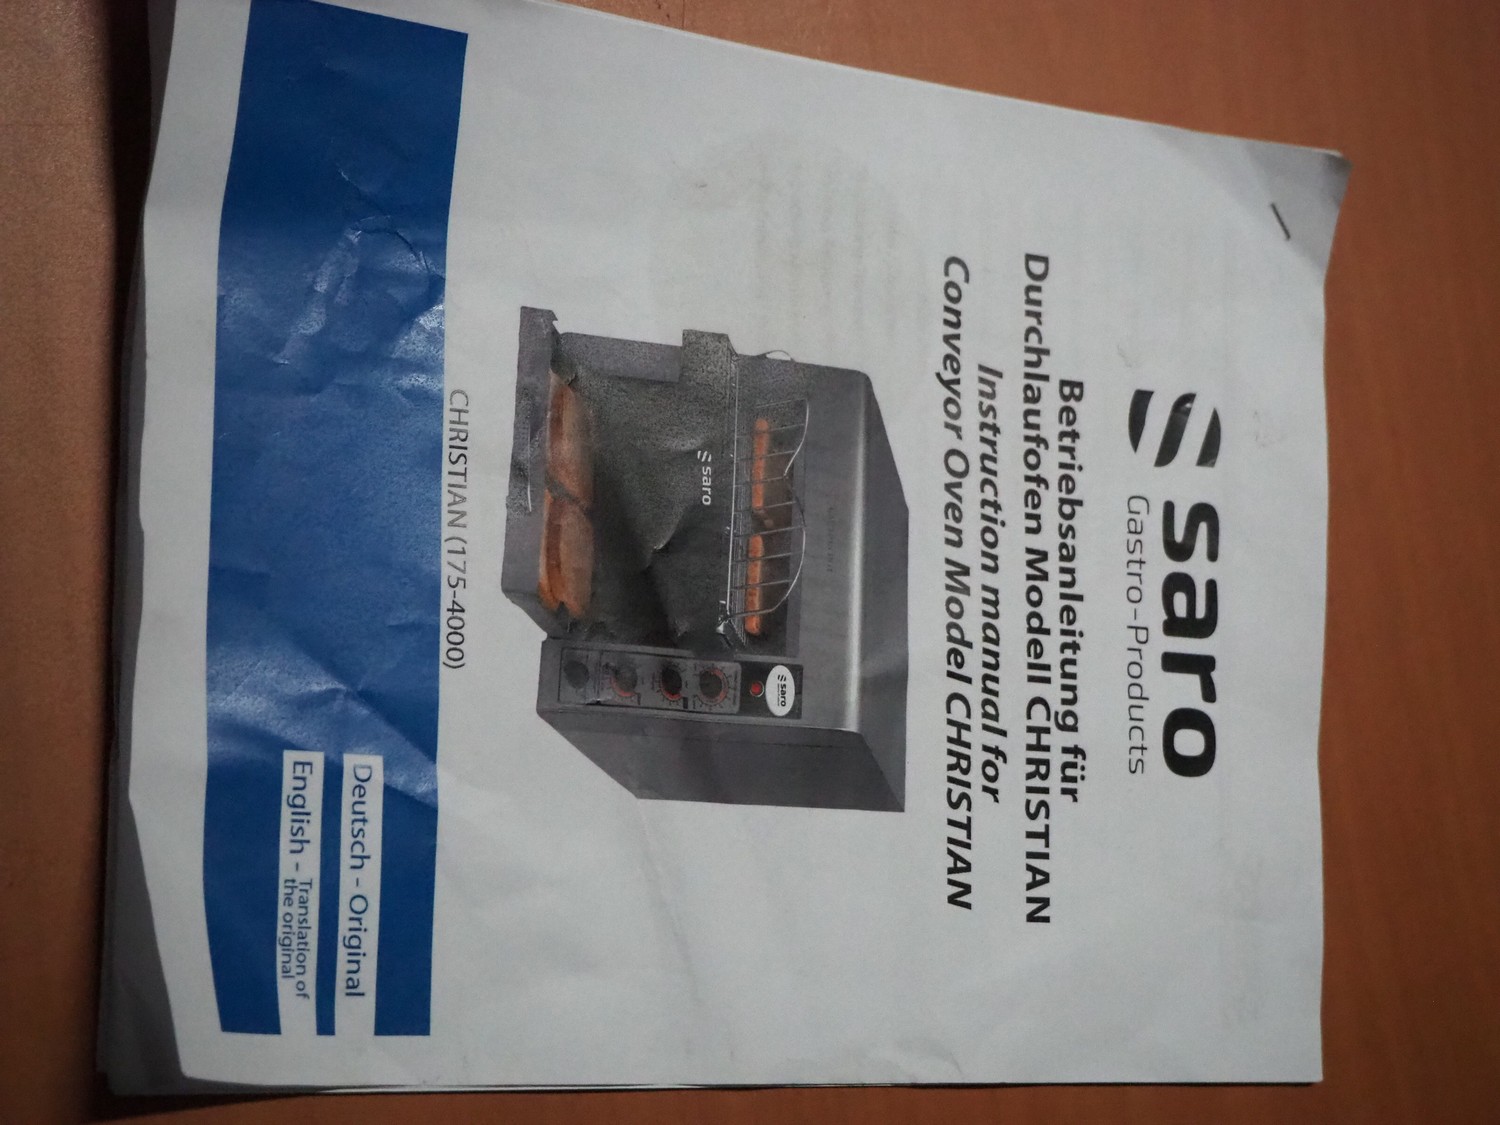 saro
Gastro-Products
Betriebsanleitung für
Durchlaufofen Modell CHRISTIAN
Instruction manual for
Conveyor Oven Model CHRISTIAN
saro
saro
CHRISTIAN (175-4000)
Deutsch - Original
English - Translation of
the original